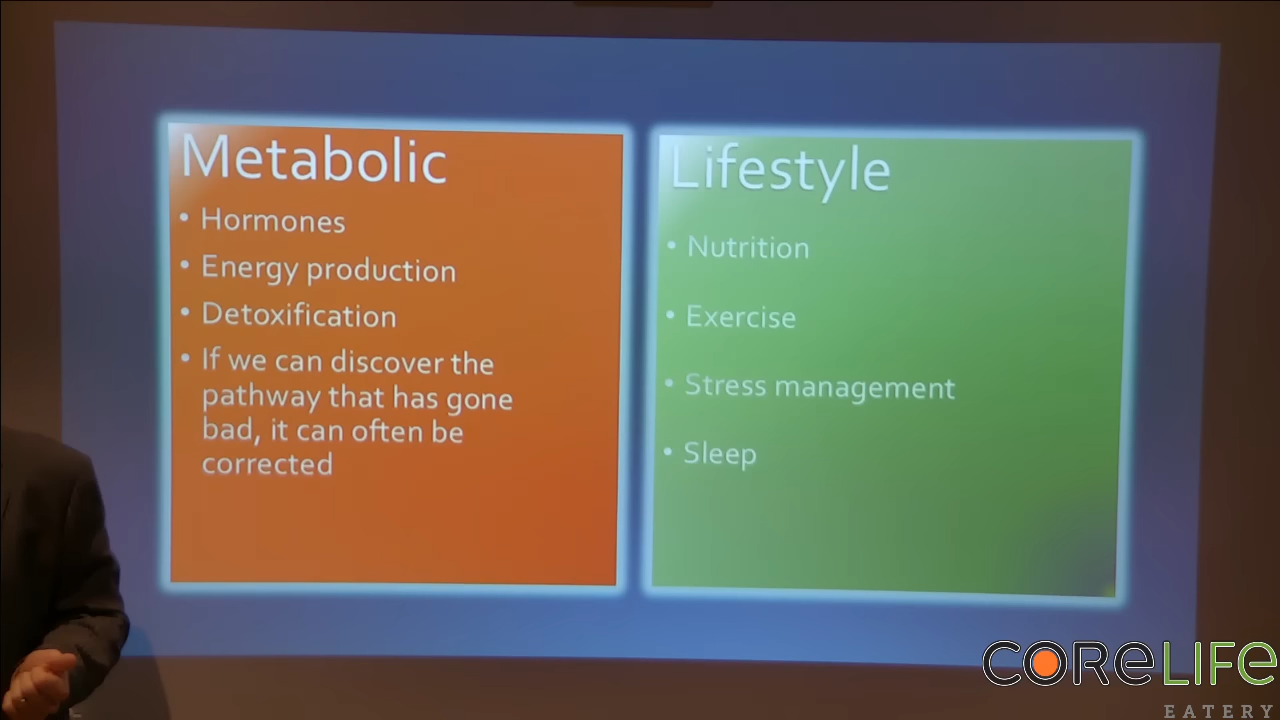 Metabolic
• Hormones
• Energy production
• Detoxification
• If we can discover the
pathway that has gone
bad, it can often be
corrected
Lifestyle
• Nutrition
• Exercise
• Stress management
• Sleep
CORELIFE
EATERY